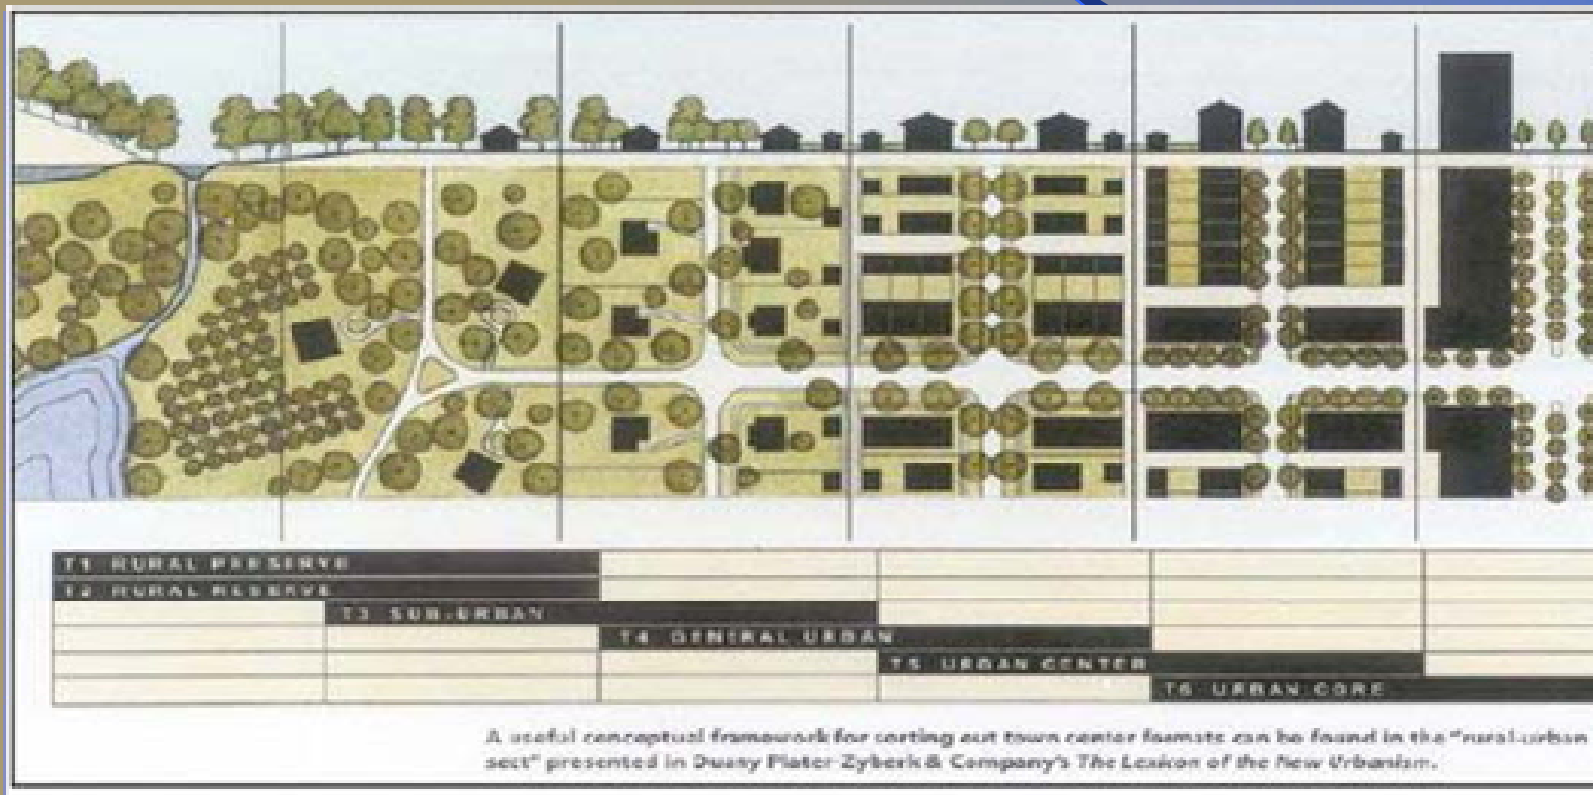 T1 RURAL PRESERVE
T2 RURAL RESERVE
T3 SUB-URBAN
T4 GENERAL URBAN
T5 URBAN CENTER
T6 URBAN CORE
A useful conceptual framework for sorting out town center formats can be found in the "rural-urban
sect" presented in Duany Plater-Zyberk & Company's The Lexicon of the New Urbanism.